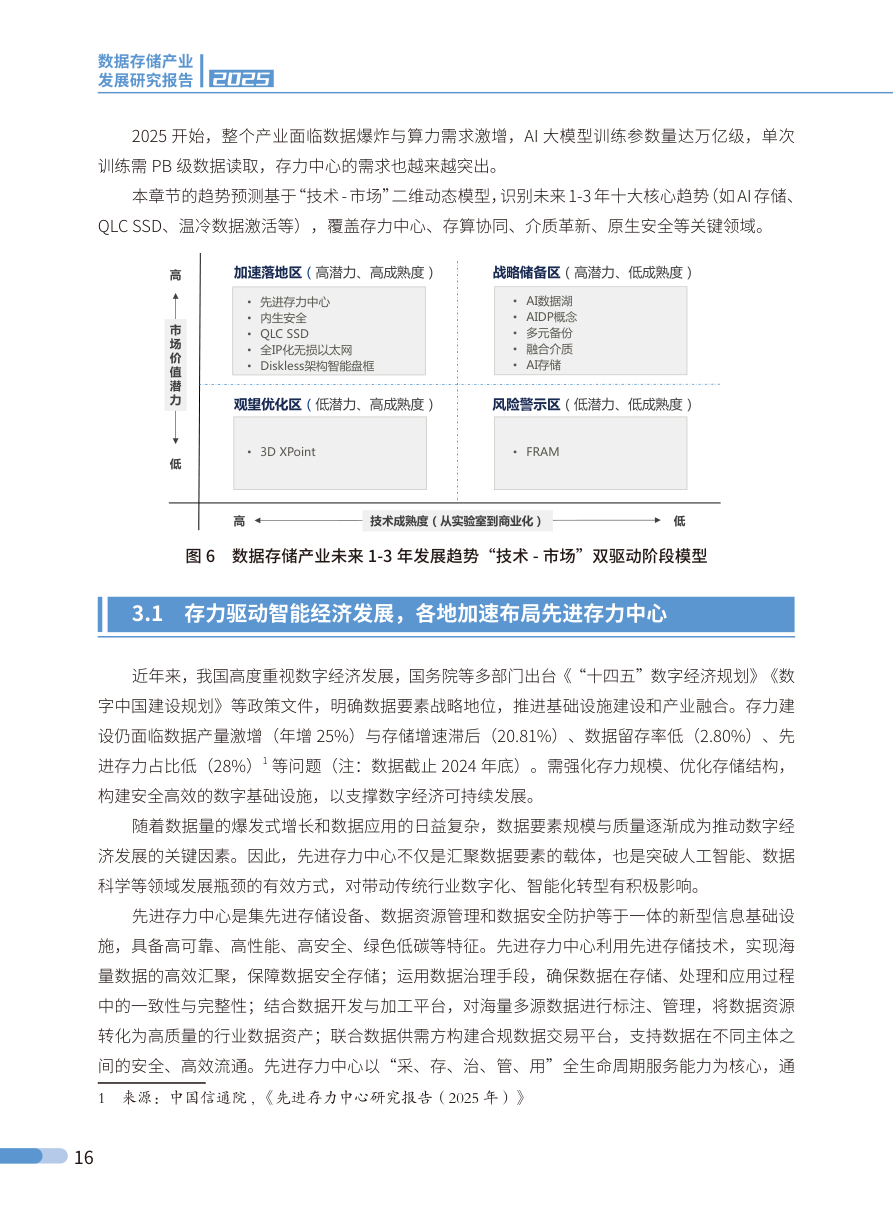 数据存储产业
发展研究报告 2025
2025 开始，整个产业面临数据爆炸与算力需求激增，AI 大模型训练参数量达万亿级，单次
训练需 PB 级数据读取，存力中心的需求也越来越突出。
本章节的趋势预测基于“技术 - 市场”二维动态模型，识别未来 1-3 年十大核心趋势（如 AI 存储、
QLC SSD、温冷数据激活等），覆盖存力中心、存算协同、介质革新、原生安全等关键领域。
高
市场价值潜力
低
加速落地区（高潜力、高成熟度）
• 先进存力中心
• 内生安全
• QLC SSD
• 全IP化无损以太网
• Diskless架构智能盘框
战略储备区（高潜力、低成熟度）
• AI数据湖
• AIDP概念
• 多元备份
• 融合介质
• AI存储
观望优化区（低潜力、高成熟度）
• 3D XPoint
风险警示区（低潜力、低成熟度）
• FRAM
高 技术成熟度（从实验室到商业化） 低
图 6 数据存储产业未来 1-3 年发展趋势“技术 - 市场”双驱动阶段模型
3.1 存力驱动智能经济发展，各地加速布局先进存力中心
近年来，我国高度重视数字经济发展，国务院等多部门出台《“十四五”数字经济规划》《数
字中国建设规划》等政策文件，明确数据要素战略地位，推进基础设施建设和产业融合。存力建
设仍面临数据产量激增（年增 25%）与存储增速滞后（20.81%）、数据留存率低（2.80%）、先
进存力占比低（28%）1 等问题（注：数据截止 2024 年底）。需强化存力规模、优化存储结构，
构建安全高效的数字基础设施，以支撑数字经济可持续发展。
随着数据量的爆发式增长和数据应用的日益复杂，数据要素规模与质量逐渐成为推动数字经
济发展的关键因素。因此，先进存力中心不仅是汇聚数据要素的载体，也是突破人工智能、数据
科学等领域发展瓶颈的有效方式，对带动传统行业数字化、智能化转型有积极影响。
先进存力中心是集先进存储设备、数据资源管理和数据安全防护等于一体的新型信息基础设
施，具备高可靠、高性能、高安全、绿色低碳等特征。先进存力中心利用先进存储技术，实现海
量数据的高效汇聚，保障数据安全存储；运用数据治理手段，确保数据在存储、处理和应用过程
中的一致性与完整性；结合数据开发与加工平台，对海量多源数据进行标注、管理，将数据资源
转化为高质量的行业数据资产；联合数据供需方构建合规数据交易平台，支持数据在不同主体之
间的安全、高效流通。先进存力中心以“采、存、治、管、用”全生命周期服务能力为核心，通
1 来源：中国信通院，《先进存力中心研究报告（2025 年）》
16